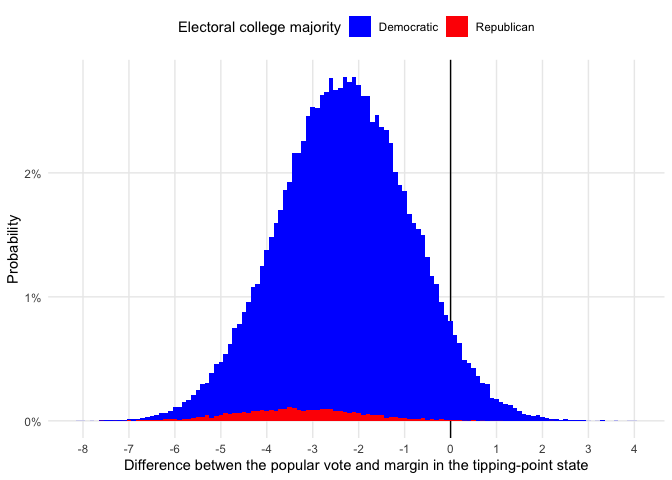 Electoral college majority Democratic Republican
2%
1%
0%
Probability
-8 -7 -6 -5 -4 -3 -2 -1 0 1 2 3 4
Difference betwen the popular vote and margin in the tipping-point state